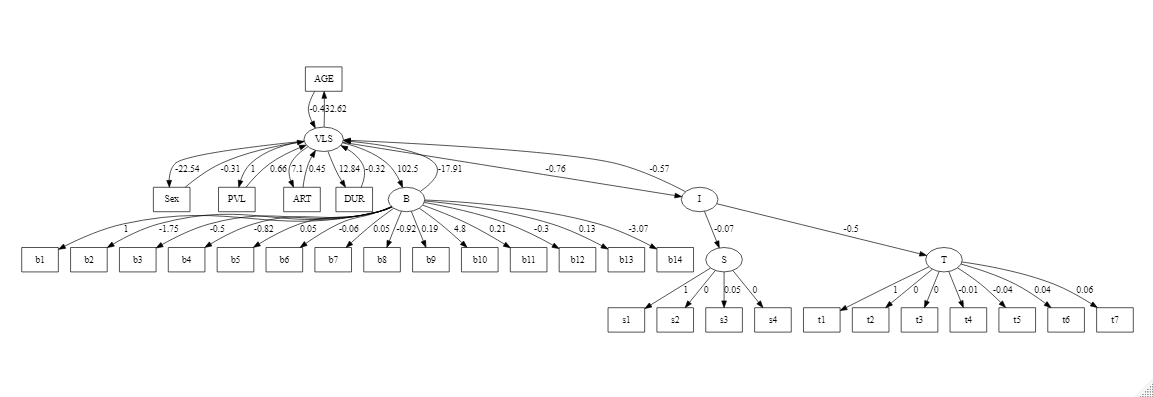 AGE
-0.432.62
VLS
-22.54 -0.31 1 0.66 7.1 0.45 12.84 -0.32 102.5 -17.91 -0.76 -0.57
Sex PVL ART DUR B I
1 -1.75 -0.5 -0.82 0.05 -0.06 0.05 -0.92 0.19 4.8 0.21 -0.3 0.13 -3.07 -0.07 -0.5
b1 b2 b3 b4 b5 b6 b7 b8 b9 b10 b11 b12 b13 b14 S T
1 0 0.05 0 1 0 0 -0.01 -0.04 0.04 0.06
s1 s2 s3 s4 t1 t2 t3 t4 t5 t6 t7